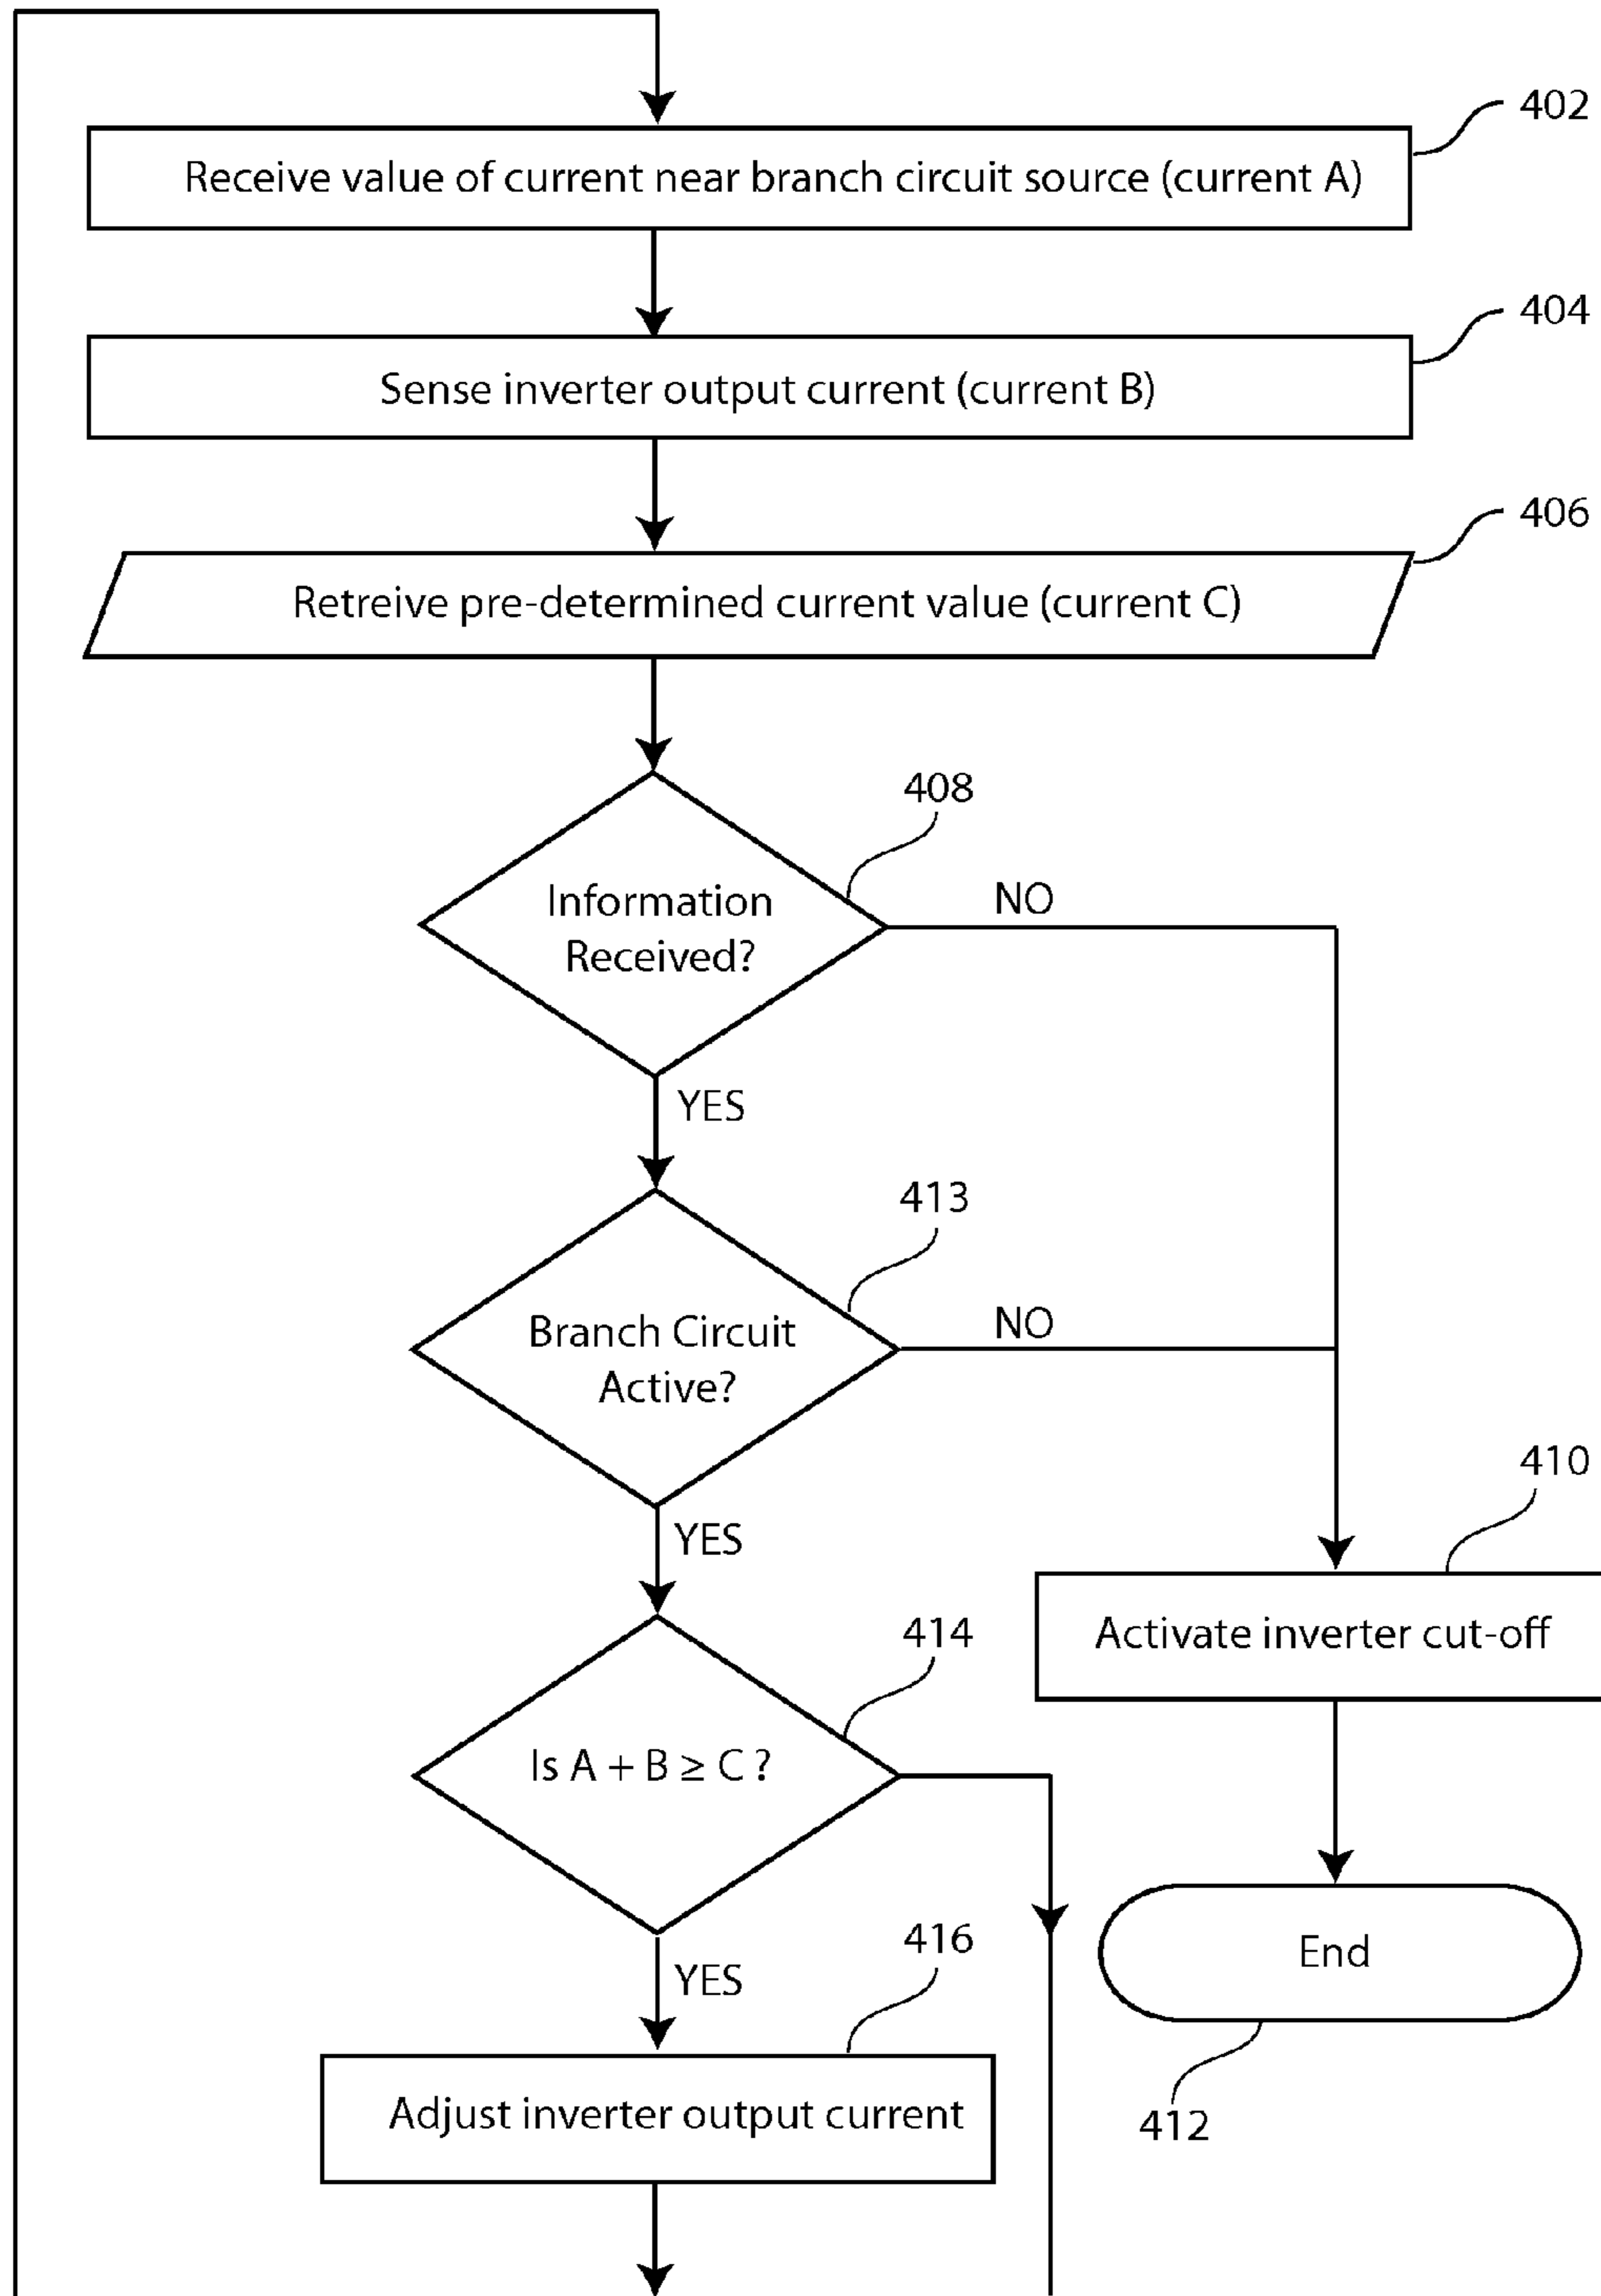 402
Receive value of current near branch circuit source (current A)
404
Sense inverter output current (current B)
406
Retreive pre-determined current value (current C)
408
Information
Received?
NO
YES
413
Branch Circuit
Active?
NO
YES
410
Activate inverter cut-off
414
Is A + B ≥ C ?
YES
416
End
412
Adjust inverter output current